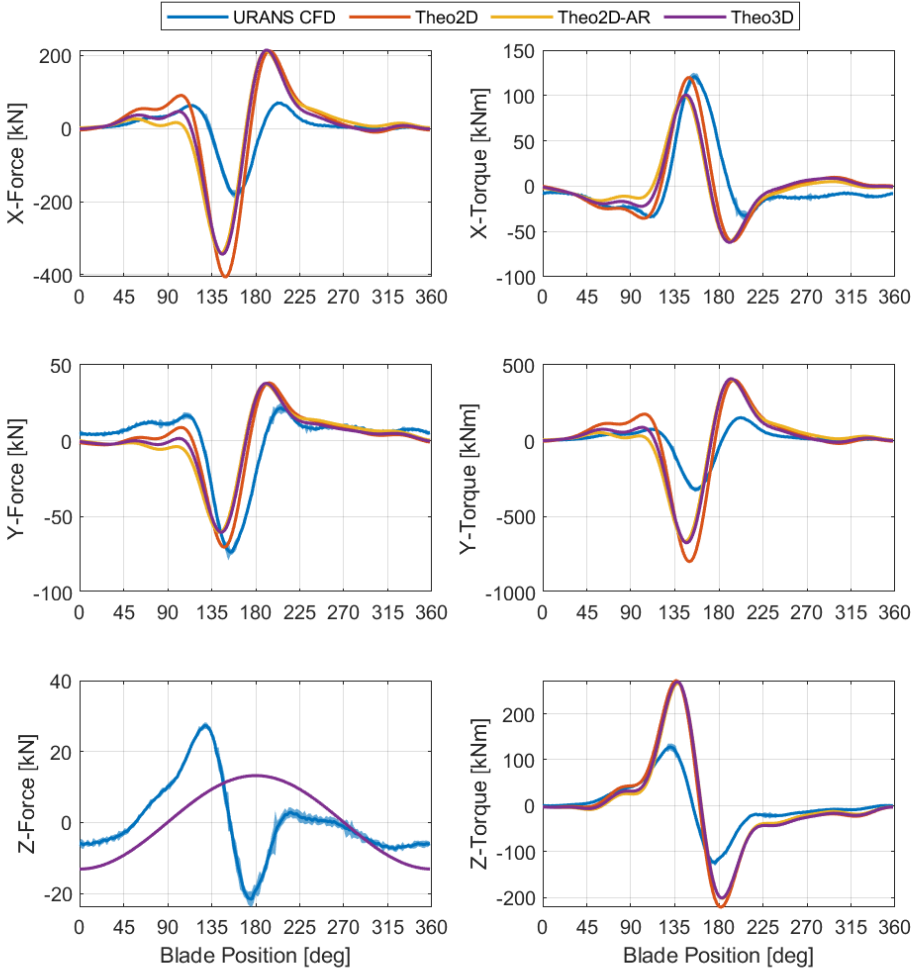 URANS CFD Theo2D Theo2D-AR Theo3D
200
0
-200
-400
X-Force [kN]
0 45 90 135 180 225 270 315 360
150
100
50
0
-50
-100
X-Torque [kNm]
0 45 90 135 180 225 270 315 360
50
0
-50
-100
Y-Force [kN]
0 45 90 135 180 225 270 315 360
500
0
-500
-1000
Y-Torque [kNm]
0 45 90 135 180 225 270 315 360
40
20
0
-20
Z-Force [kN]
0 45 90 135 180 225 270 315 360
Blade Position [deg]
200
100
0
-100
-200
Z-Torque [kNm]
0 45 90 135 180 225 270 315 360
Blade Position [deg]